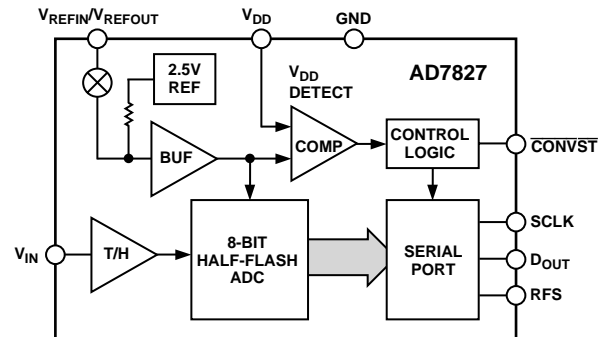 VREFIN/VREFOUT
VDD
GND
2.5V
REF
VDD
DETECT
AD7827
BUF
COMP
CONTROL
LOGIC
CONVST
VIN
T/H
8-BIT
HALF-FLASH
ADC
SERIAL
PORT
SCLK
DOUT
RFS